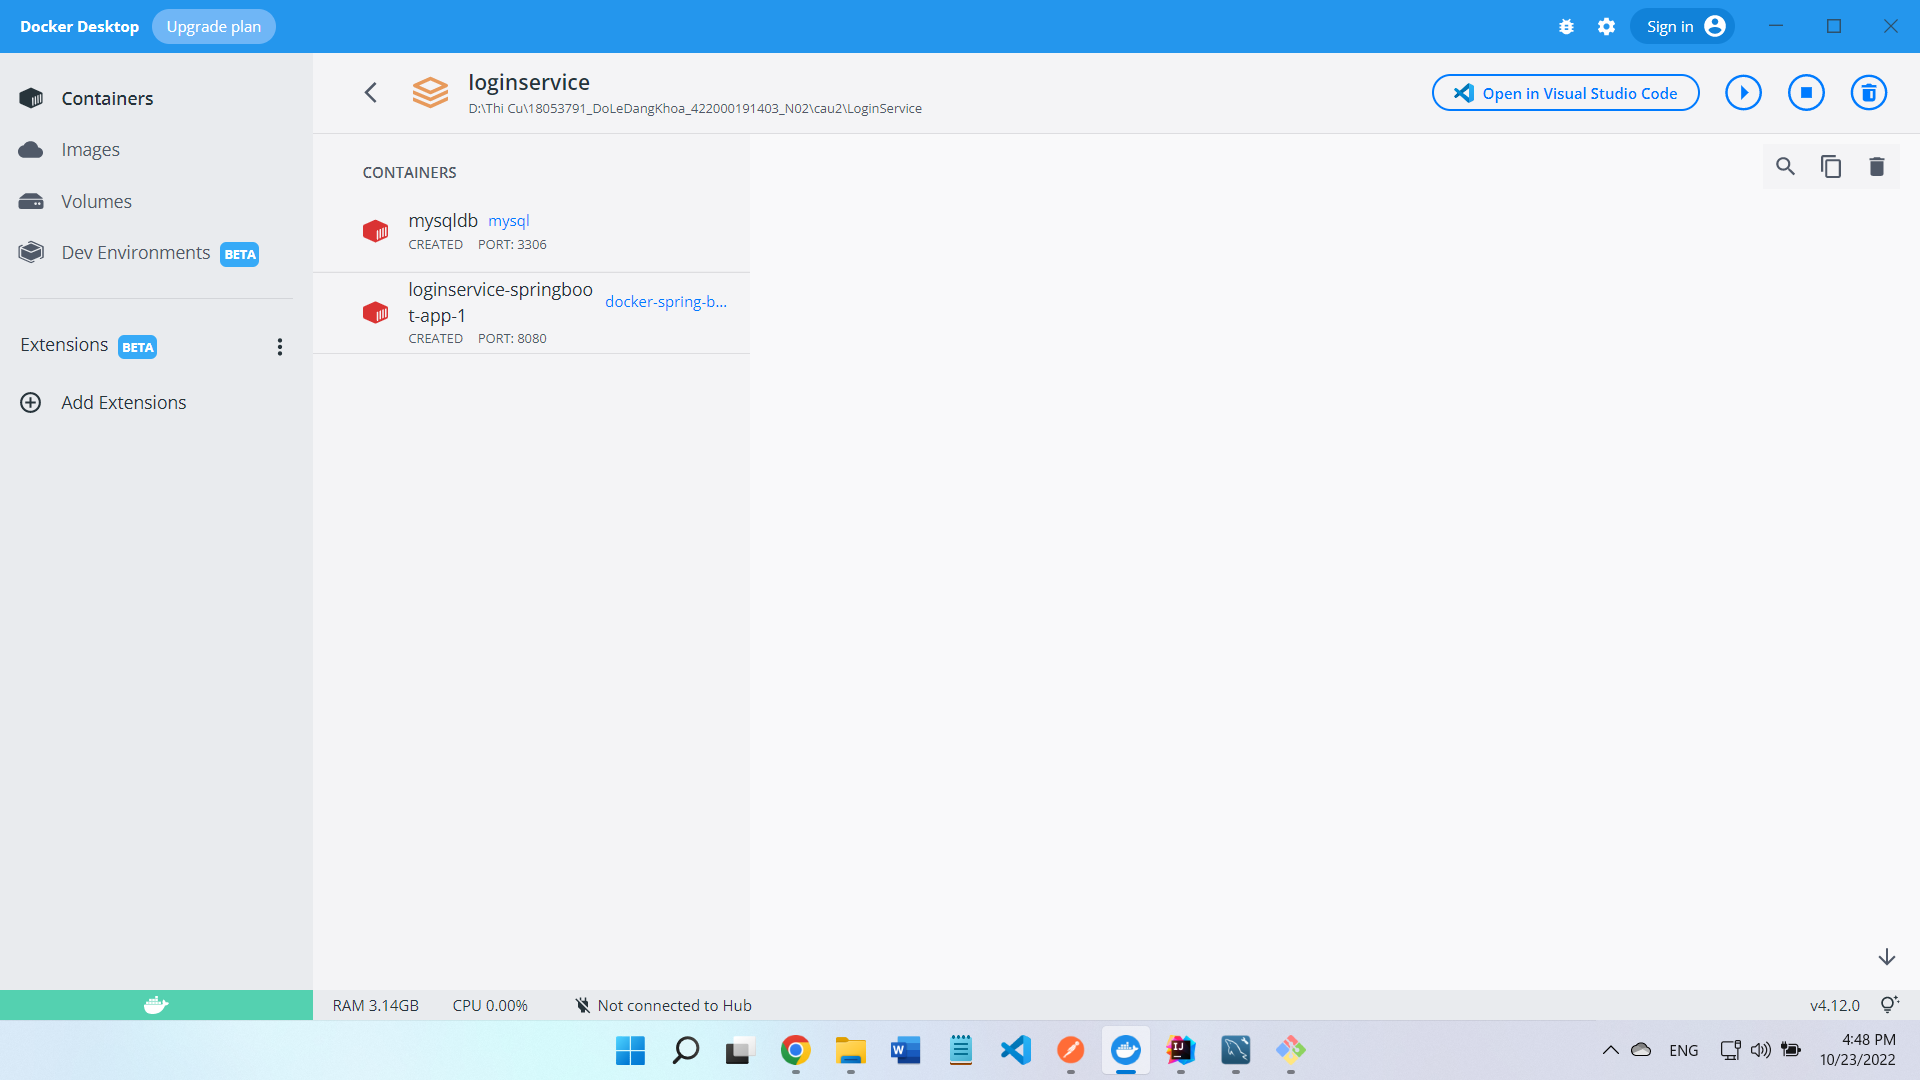 Docker Desktop Upgrade plan Sign in
Containers
Images
Volumes
Dev Environments BETA
Extensions BETA
Add Extensions
loginservice
D:\Thi Cu\18053791_DoLeDangKhoa_422000191403_N02\cau2\LoginService
Open in Visual Studio Code
CONTAINERS
mysqldb mysql
CREATED PORT: 3306
loginservice-springboo
t-app-1
docker-spring-b...
CREATED PORT: 8080
RAM 3.14GB CPU 0.00% Not connected to Hub v4.12.0
ENG
4:48 PM
10/23/2022